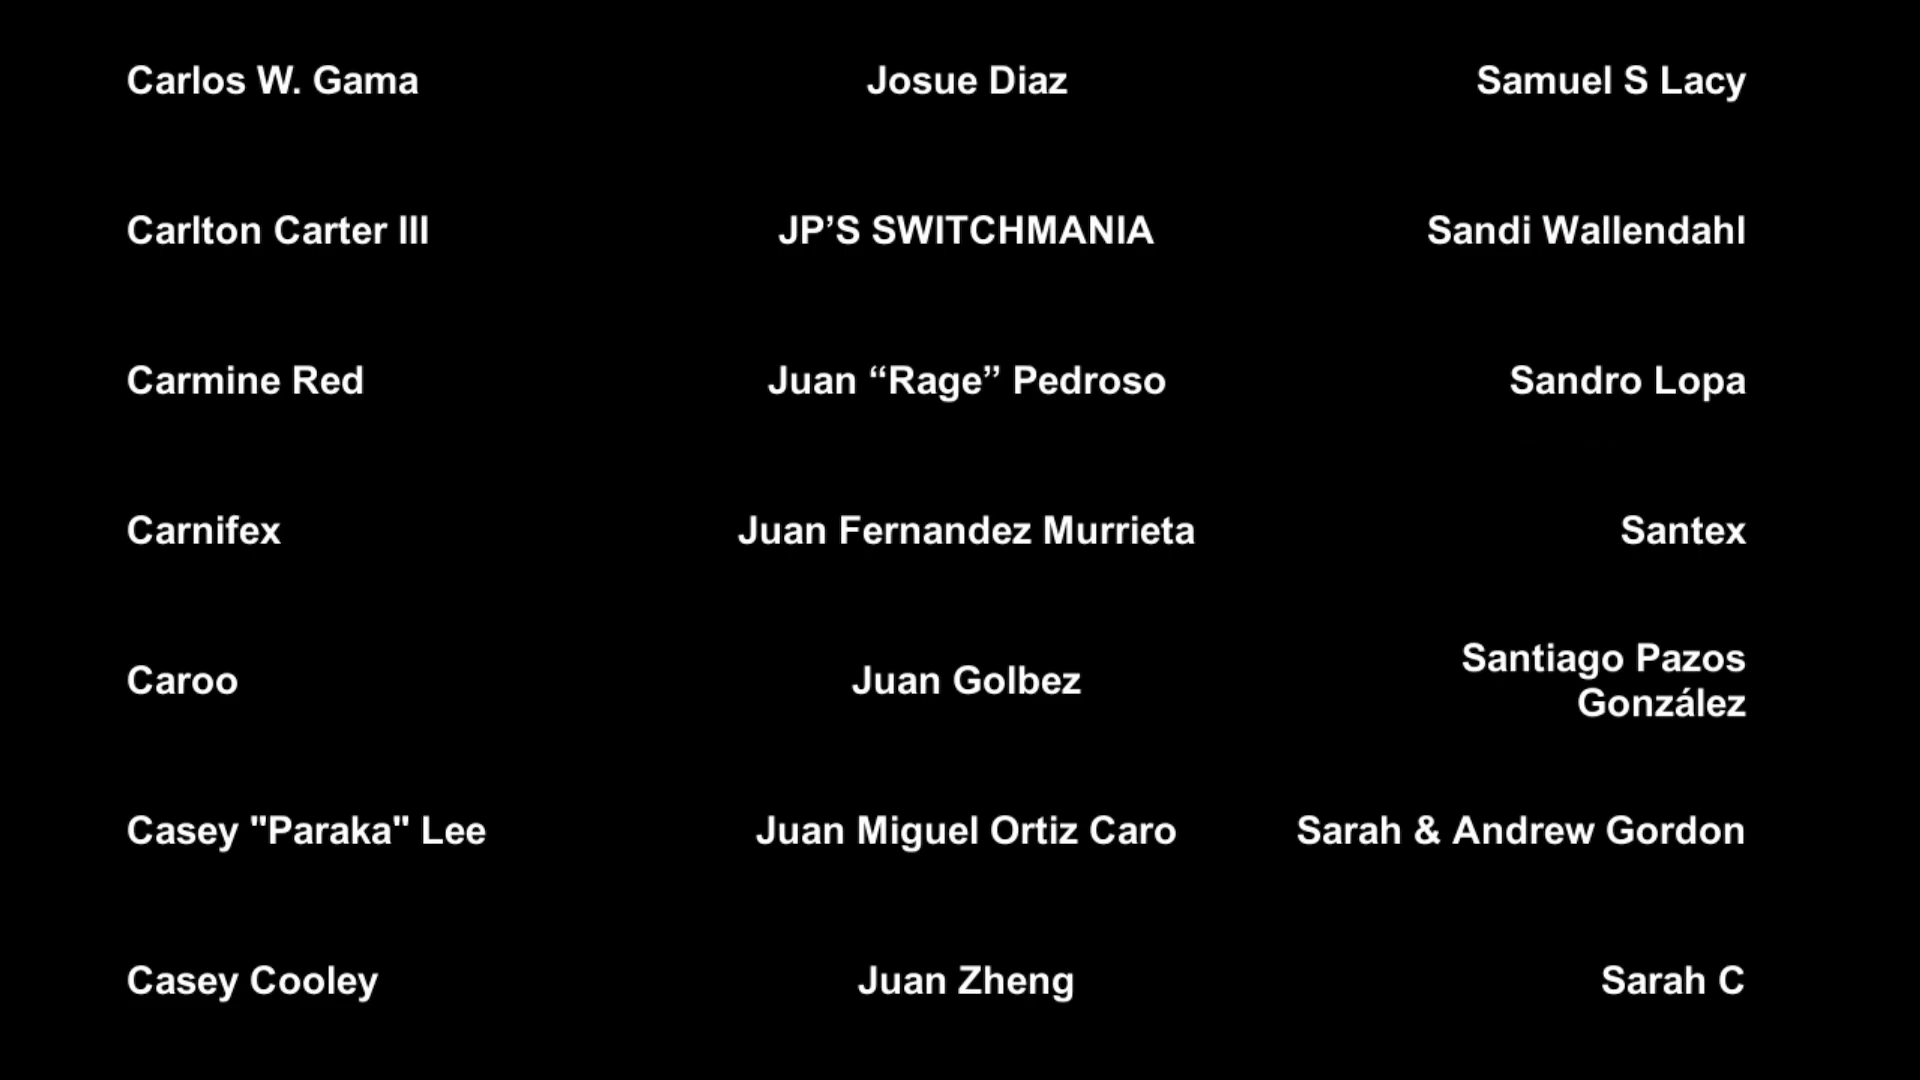 Carlos W. Gama
Josue Diaz
Samuel S Lacy
Carlton Carter III
JP’S SWITCHMANIA
Sandi Wallendahl
Carmine Red
Juan “Rage” Pedroso
Sandro Lopa
Carnifex
Juan Fernandez Murrieta
Santex
Caroo
Juan Golbez
Santiago Pazos
González
Casey "Paraka" Lee
Juan Miguel Ortiz Caro
Sarah & Andrew Gordon
Casey Cooley
Juan Zheng
Sarah C